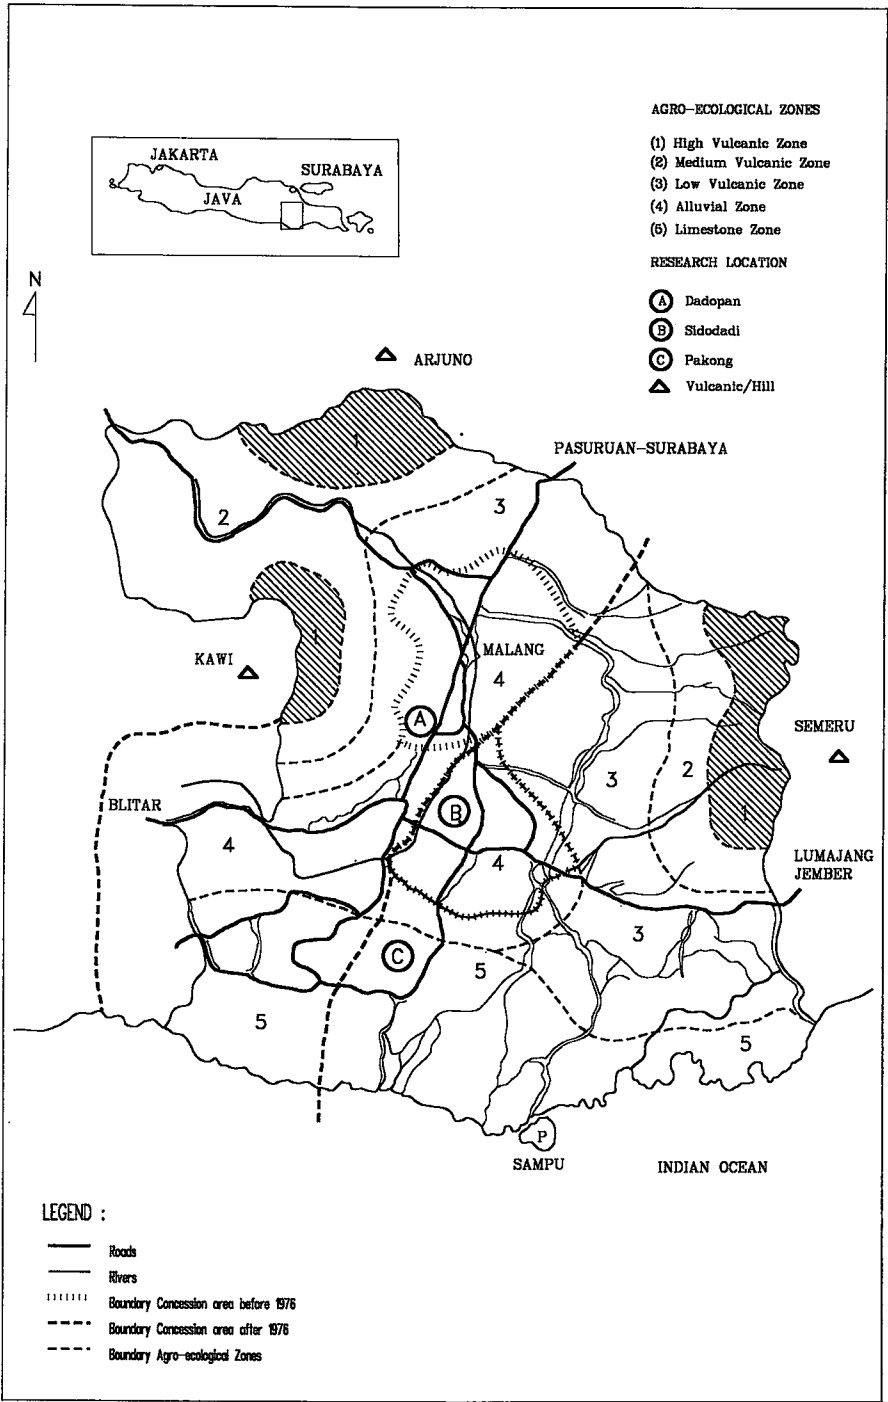 AGRO-ECOLOGICAL ZONES
(1) High Vulcanic Zone
(2) Medium Vulcanic Zone
(3) Low Vulcanic Zone
(4) Alluvial Zone
(5) Limestone Zone
RESEARCH LOCATION
A Dadopan
B Sidodadi
C Pakong
Vulcanic/Hill
JAKARTA
SURABAYA
JAVA
N
ARJUNO
1
PASURUAN-SURABAYA
3
2
1
KAWI
MALANG
4
A
SEMERU
3
2
1
BLITAR
B
4
4
LUMAJANG
JEMBER
3
C
5
5
5
P
SAMPU
INDIAN OCEAN
LEGEND :
Roads
Rivers
Boundary Concession area before 1976
Boundary Concession area after 1976
Boundary Agro-ecological Zones